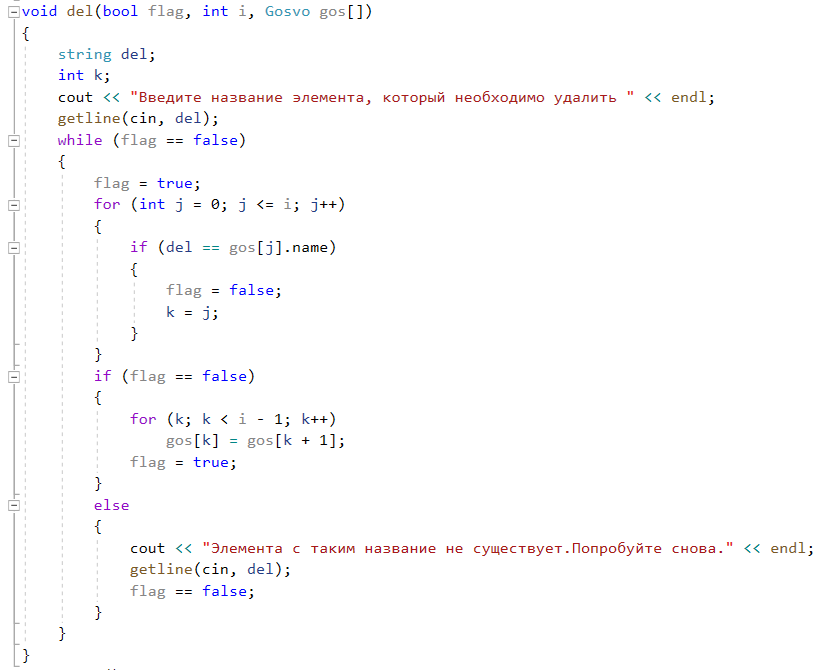 void del(bool flag, int i, Gosvo gos[])
{
string del;
int k;
cout << "Введите название элемента, который необходимо удалить " << endl;
getline(cin, del);
while (flag == false)
{
flag = true;
for (int j = 0; j <= i; j++)
{
if (del == gos[j].name)
{
flag = false;
k = j;
}
}
if (flag == false)
{
for (k; k < i - 1; k++)
gos[k] = gos[k + 1];
flag = true;
}
else
{
cout << "Элемента с таким название не существует.Попробуйте снова." << endl;
getline(cin, del);
flag == false;
}
}
}